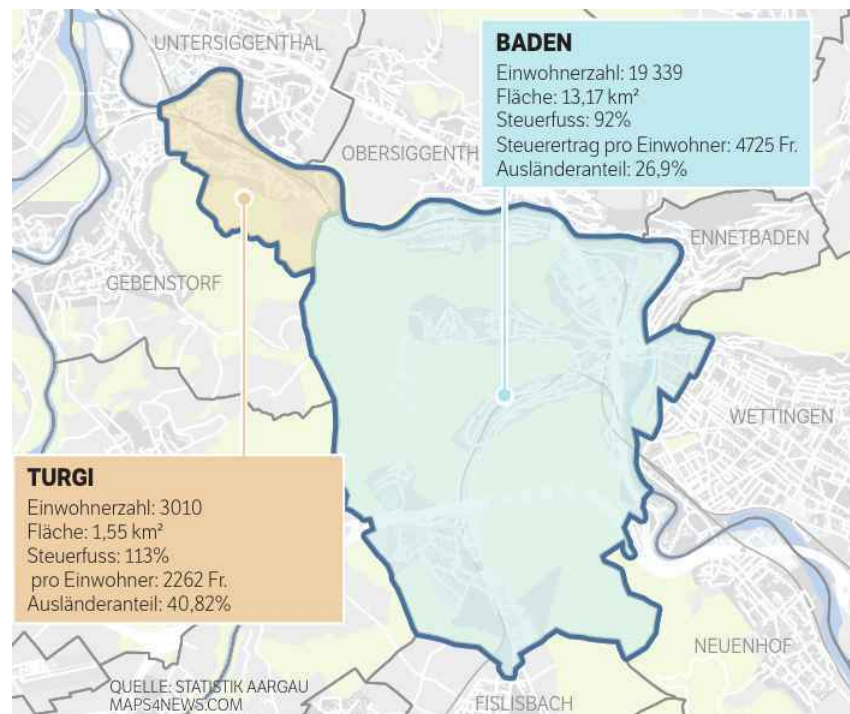 UNTERSIGGENTHAL
BADEN
Einwohnerzahl: 19 339
Fläche: 13,17 km²
Steuerfuss: 92%
Steuerertrag pro Einwohner: 4725 Fr.
Ausländeranteil: 26,9%
OBERSIGGENTH
ENNETBADEN
GEBENSTORF
WETTINGEN
TURGI
Einwohnerzahl: 3010
Fläche: 1,55 km²
Steuerfuss: 113%
pro Einwohner: 2262 Fr.
Ausländeranteil: 40,82%
NEUENHOF
QUELLE: STATISTIK AARGAU
MAPS4NEWS.COM
FISLISBACH